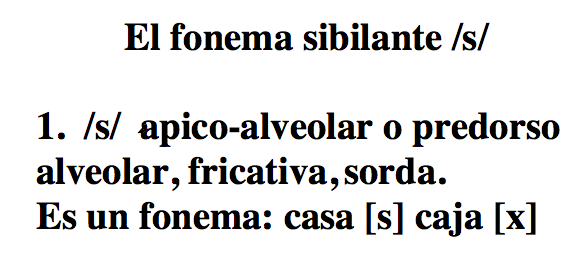 El fonema sibilante /s/
1. /s/ apico-alveolar o predorso
alveolar, fricativa, sorda.
Es un fonema: casa [s] caja [x]